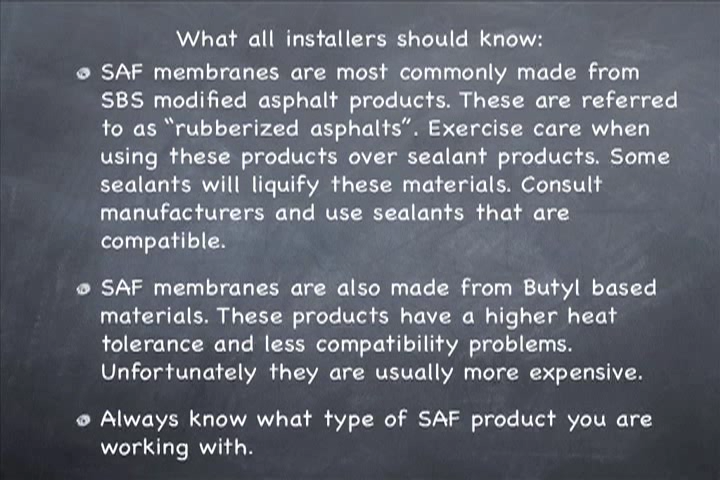 What all installers should know:
SAF membranes are most commonly made from
SBS modified asphalt products. These are referred
to as "rubberized asphalts". Exercise care when
using these products over sealant products. Some
sealants will liquify these materials. Consult
manufacturers and use sealants that are
compatible.
SAF membranes are also made from Butyl based
materials. These products have a higher heat
tolerance and less compatibility problems.
Unfortunately they are usually more expensive.
Always know what type of SAF product you are
working with.